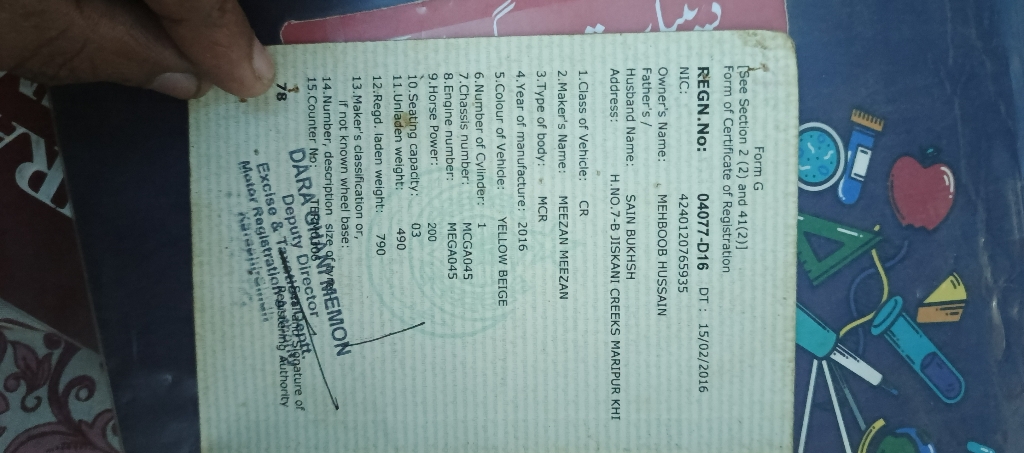 Form G
[See Section 2 (2) and 41(2)]
Form of Certificate of Registration
REGN.No: 04077-D16 DT : 15/02/2016
NIC: 4240120765935
Owner's Name: MEHBOOB HUSSAIN
Father's /
Husband Name: SAIN BUKHSH
Address: H.NO.7-B JISKANI CREEKS MARIPUR KHI
1.Class of Vehicle: CR
2.Maker's Name: MEEZAN MEEZAN
3.Type of body: MCR
4.Year of manufacture: 2016
5.Colour of Vehicle: YELLOW BEIGE
6.Number of Cylinder: 1
7.Chassis number: MCGA045
8.Engine number: MEGA045
9.Horse Power: 200
10.Seating capacity: 03
11.Unladen weight: 490
12.Regd. laden weight: 790
13.Maker's classification or,
if not known wheel base:
14.Number, description size of
15.Counter No:
Signature of
Registering Authority
DARA GHANI MEMON
Deputy Director
Excise & Taxation Deptt.
Motor Registration
78